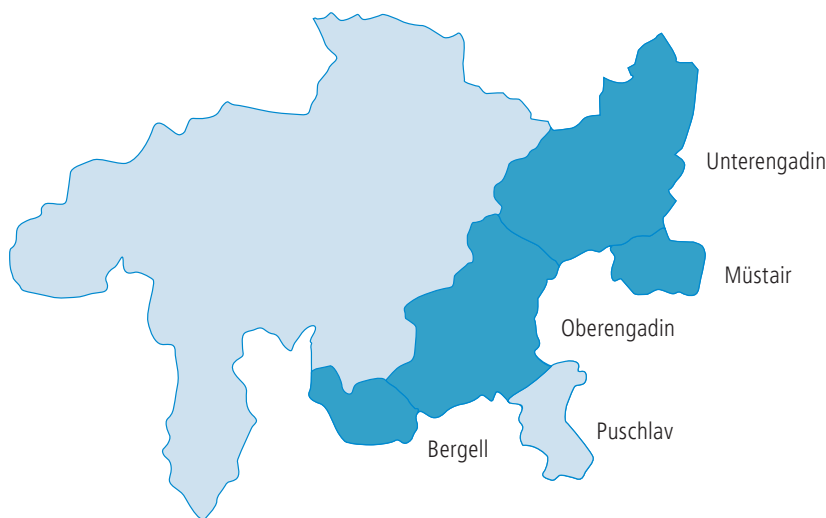 Unterengadin
Müstair
Oberengadin
Puschlav
Bergell